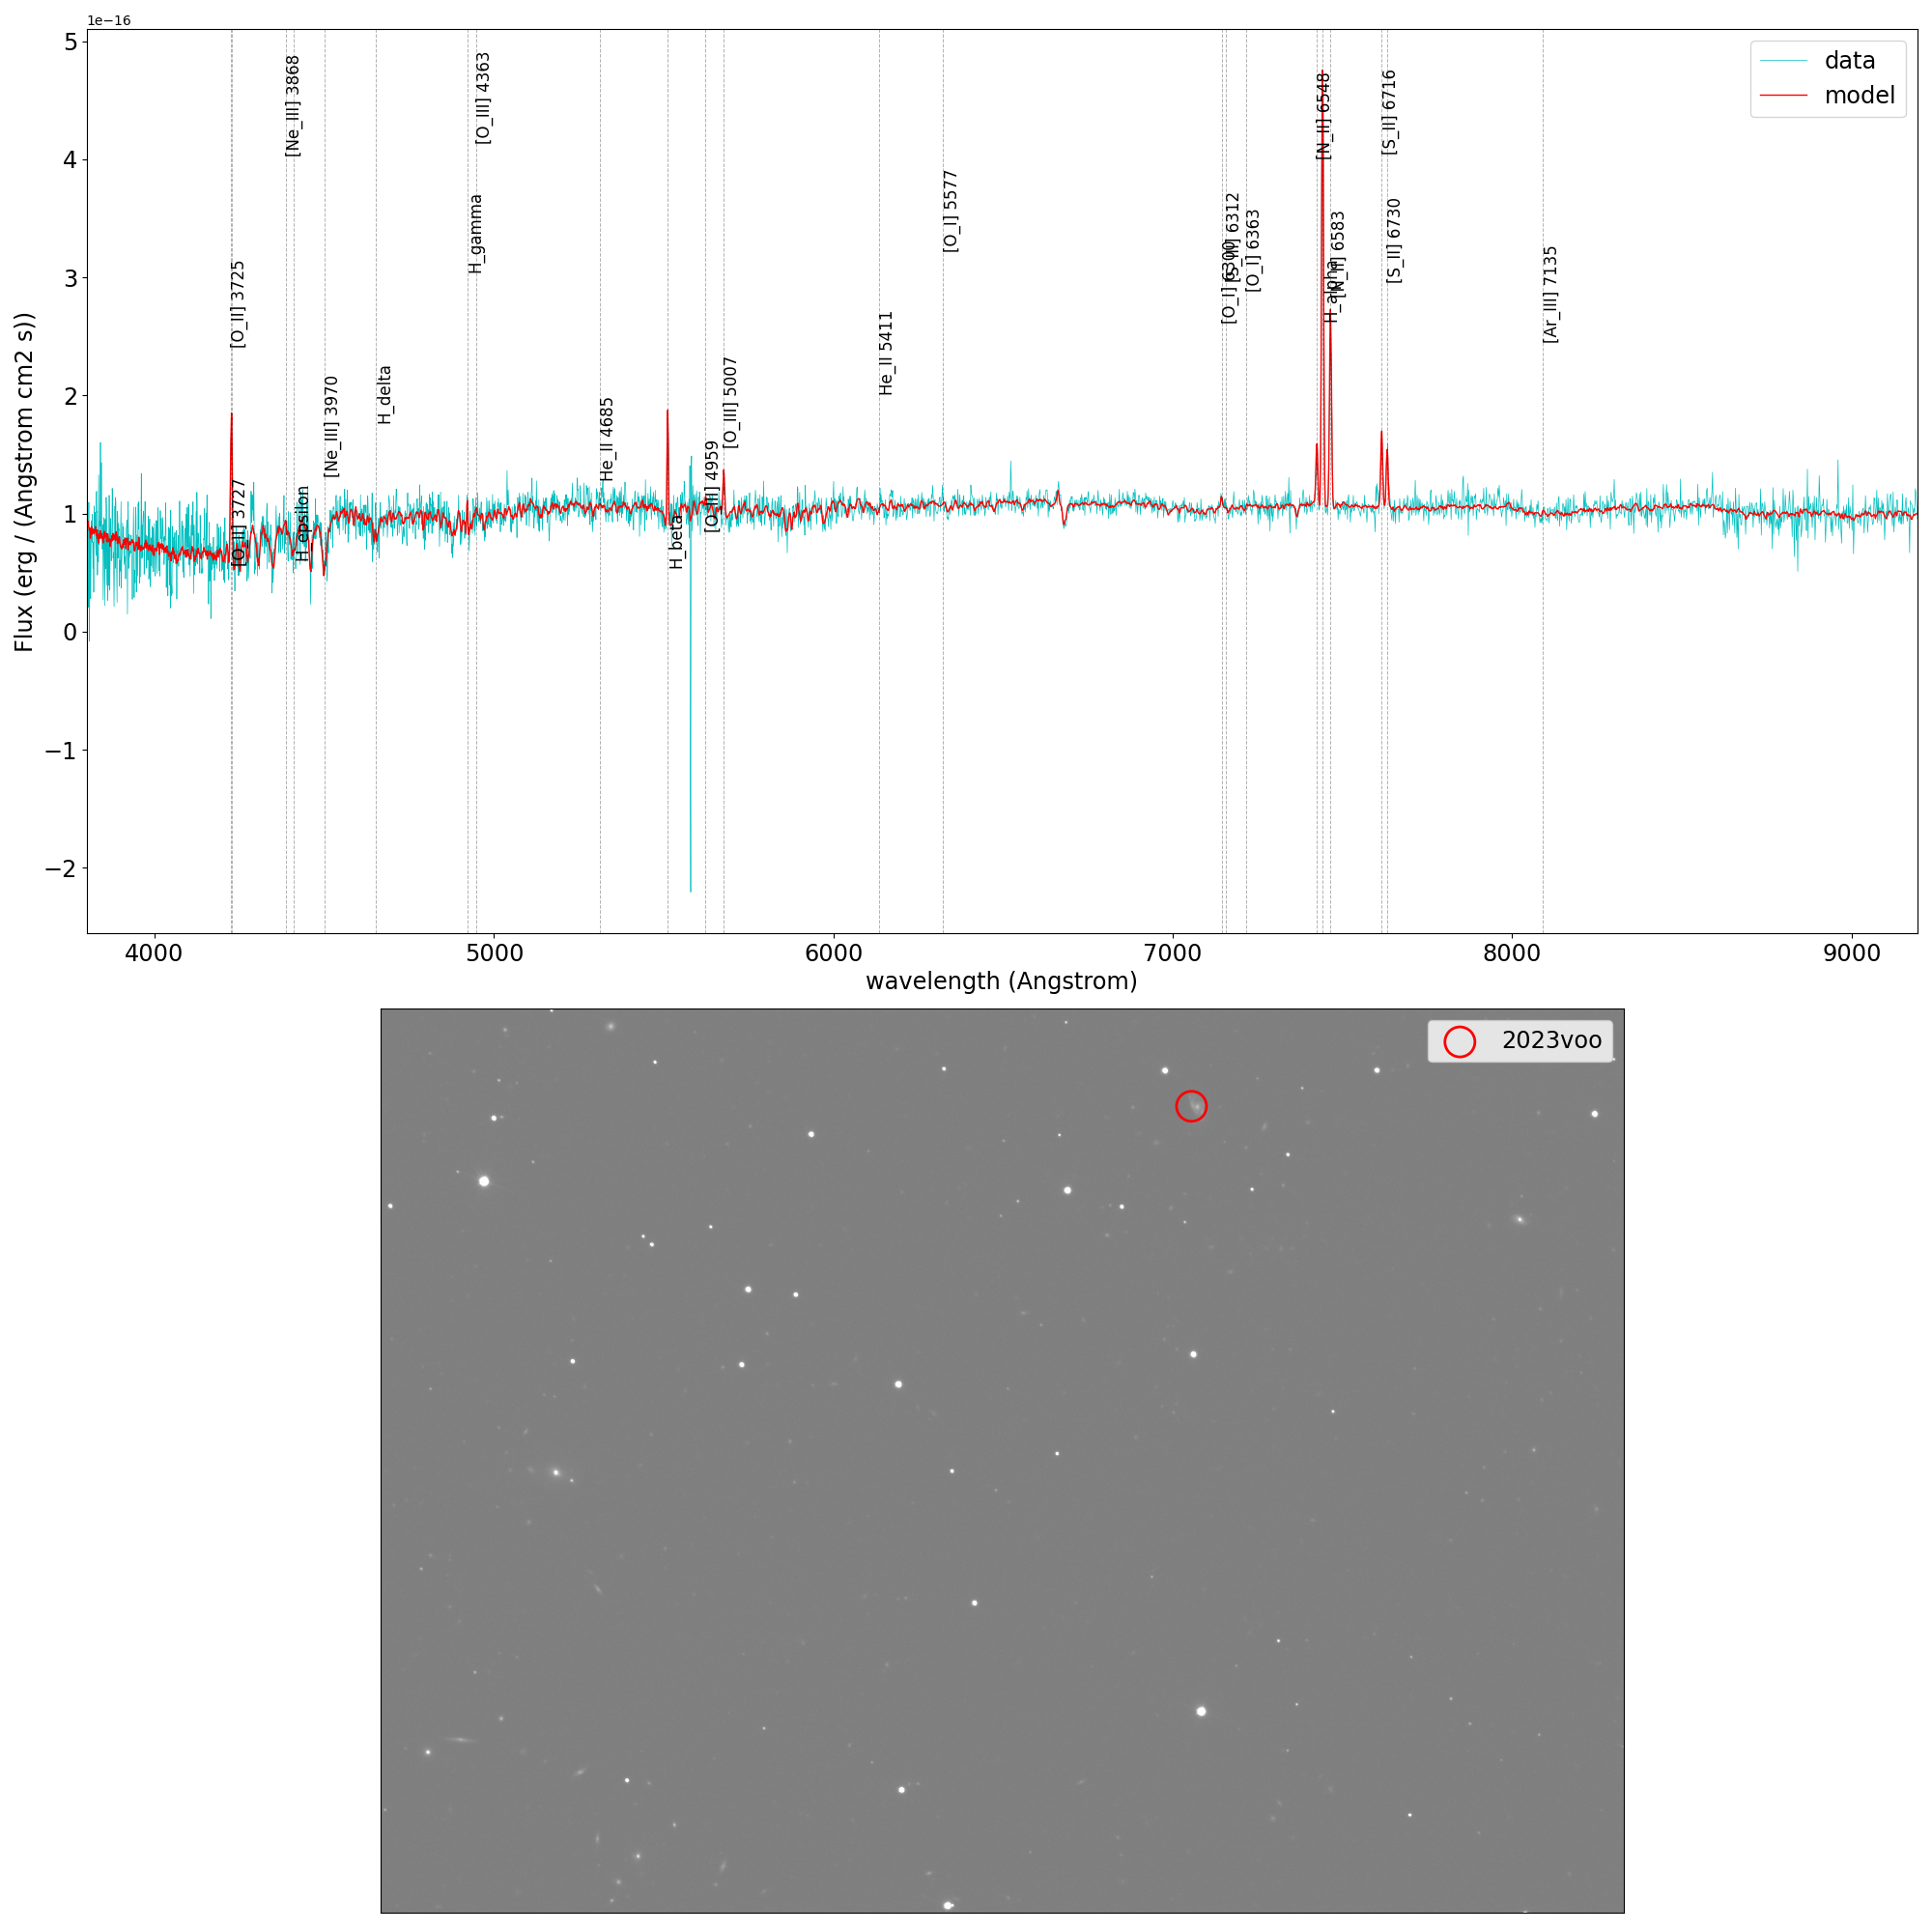 1e−16
5
4
3
2
1
0
−1
−2
Flux (erg / (Angstrom cm2 s))
data
model
[O_II] 3725
[O_II] 3727
[Ne_III] 3868
H_epsilon
[Ne_III] 3970
H_delta
H_gamma
[O_III] 4363
He_II 4685
H_beta
[O_III] 4959
[O_III] 5007
He_II 5411
[O_I] 5577
[O_I] 6300
[S_III] 6312
[O_I] 6363
[N_II] 6548
H_alpha
[N_II] 6583
[S_II] 6716
[S_II] 6730
[Ar_III] 7135
4000 5000 6000 7000 8000 9000
wavelength (Angstrom)
2023voo